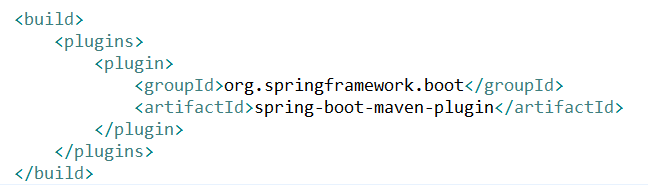 <build>
<plugins>
<plugin>
<groupId>org.springframework.boot</groupId>
<artifactId>spring-boot-maven-plugin</artifactId>
</plugin>
</plugins>
</build>